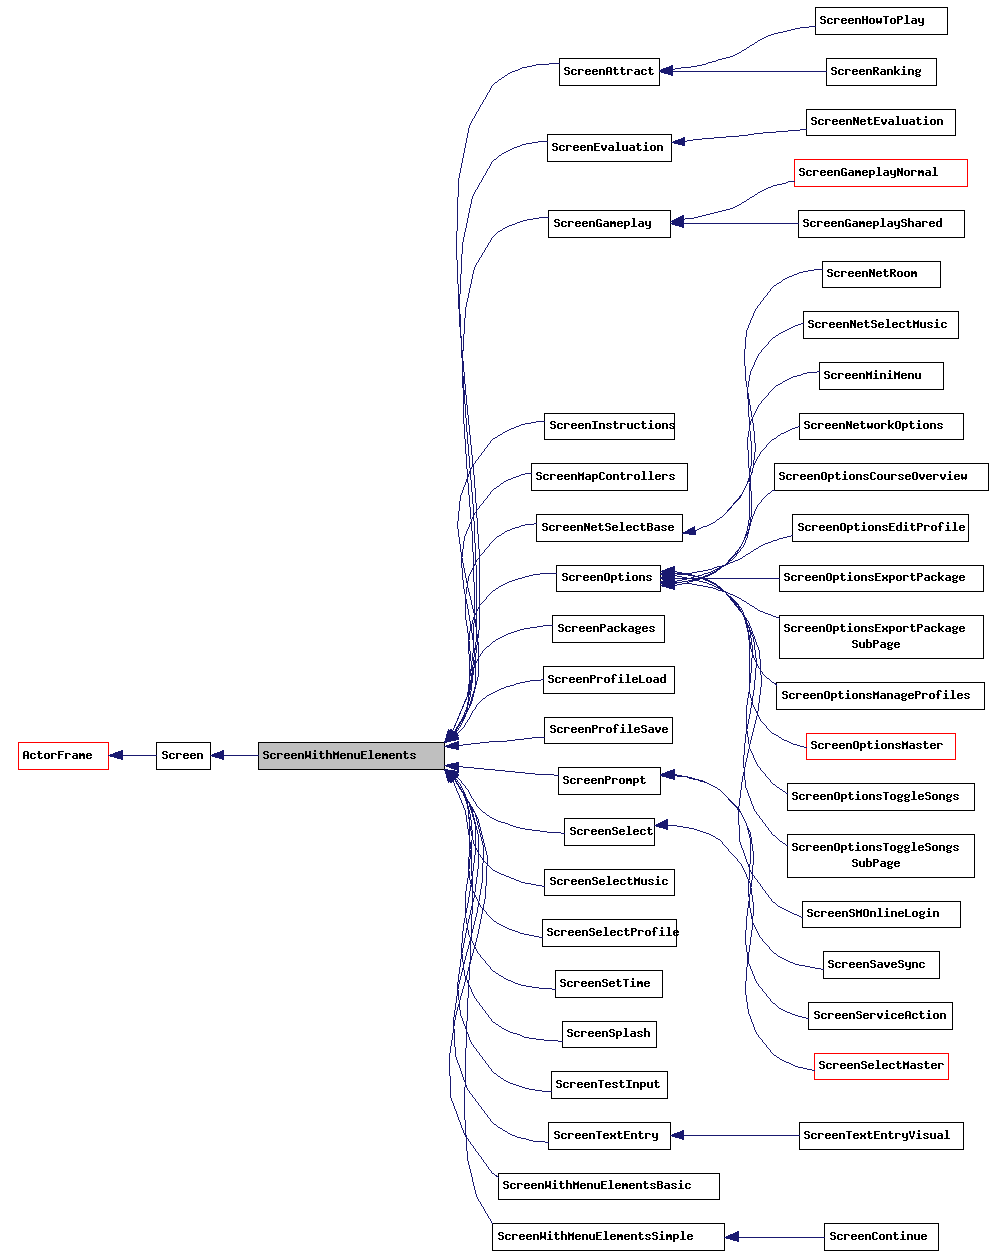 ScreenHowToPlay
ScreenAttract
ScreenRanking
ScreenNetEvaluation
ScreenEvaluation
ScreenGameplayNormal
ScreenGameplay
ScreenGameplayShared
ScreenNetRoom
ScreenNetSelectMusic
ScreenMiniMenu
ScreenInstructions
ScreenNetworkOptions
ScreenMapControllers
ScreenOptionsCourseOverview
ScreenNetSelectBase
ScreenOptionsEditProfile
ScreenOptions
ScreenOptionsExportPackage
ScreenPackages
ScreenOptionsExportPackage
SubPage
ScreenProfileLoad
ScreenOptionsManageProfiles
ScreenProfileSave
ScreenOptionsMaster
ActorFrame
Screen
ScreenWithMenuElements
ScreenPrompt
ScreenOptionsToggleSongs
ScreenSelect
ScreenOptionsToggleSongs
SubPage
ScreenSelectMusic
ScreenSMOnlineLogin
ScreenSelectProfile
ScreenSaveSync
ScreenSetTime
ScreenServiceAction
ScreenSplash
ScreenSelectMaster
ScreenTestInput
ScreenTextEntry
ScreenTextEntryVisual
ScreenWithMenuElementsBasic
ScreenWithMenuElementsSimple
ScreenContinue